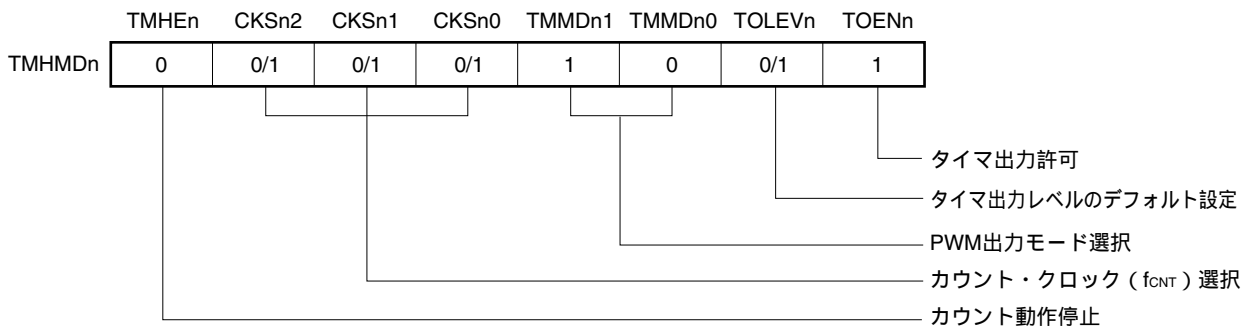 TMHEn CKSn2 CKSn1 CKSn0 TMMDn1 TMMDn0 TOLEVn TOENn
TMHMDn 0 0/1 0/1 0/1 1 0 0/1 1
タイマ出力許可
タイマ出力レベルのデフォルト設定
PWM出力モード選択
カウント・クロック（fCNT）選択
カウント動作停止